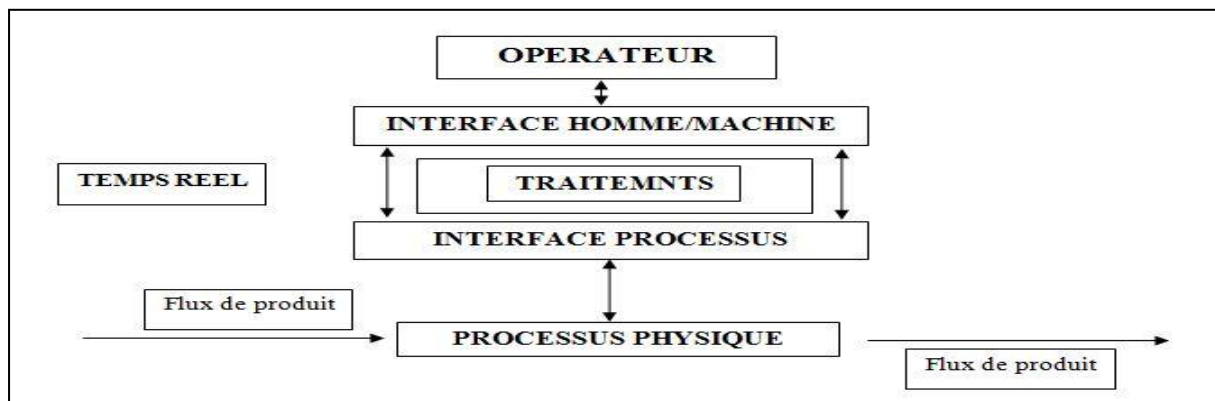 OPERATEUR
INTERFACE HOMME/MACHINE
TEMPS REEL
TRAITEMNTS
INTERFACE PROCESSUS
Flux de produit
PROCESSUS PHYSIQUE
Flux de produit